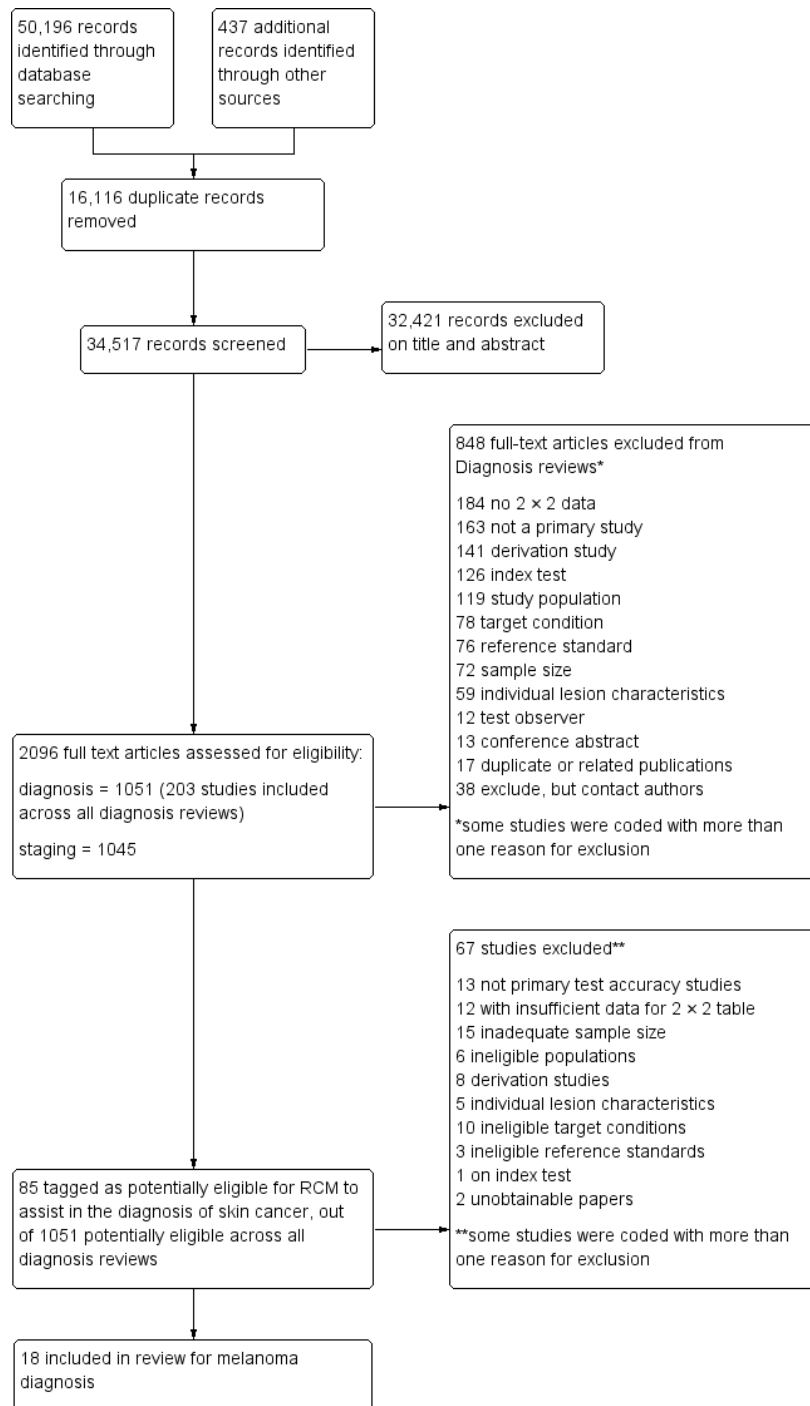 50,196 records
identified through
database
searching
437 additional
records identified
through other
sources
16,116 duplicate records
removed
34,517 records screened
32,421 records excluded
on title and abstract
848 full-text articles excluded from
Diagnosis reviews*
184 no 2 × 2 data
163 not a primary study
141 derivation study
126 index test
119 study population
78 target condition
76 reference standard
72 sample size
59 individual lesion characteristics
12 test observer
13 conference abstract
17 duplicate or related publications
38 exclude, but contact authors
*some studies were coded with more than
one reason for exclusion
2096 full text articles assessed for eligibility:
diagnosis = 1051 (203 studies included
across all diagnosis reviews)
staging = 1045
67 studies excluded**
13 not primary test accuracy studies
12 with insufficient data for 2 × 2 table
15 inadequate sample size
6 ineligible populations
8 derivation studies
5 individual lesion characteristics
10 ineligible target conditions
3 ineligible reference standards
1 on index test
2 unobtainable papers
**some studies were coded with more than
one reason for exclusion
85 tagged as potentially eligible for RCM to
assist in the diagnosis of skin cancer, out
of 1051 potentially eligible across all
diagnosis reviews
18 included in review for melanoma
diagnosis